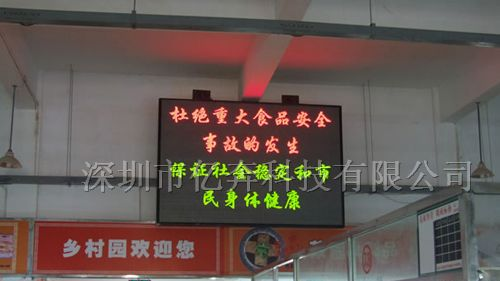 杜绝重大食品安全
事故的发生
保证社会稳定和市
民身体健康
深圳市亿弄科技有限公司
乡村园欢迎您